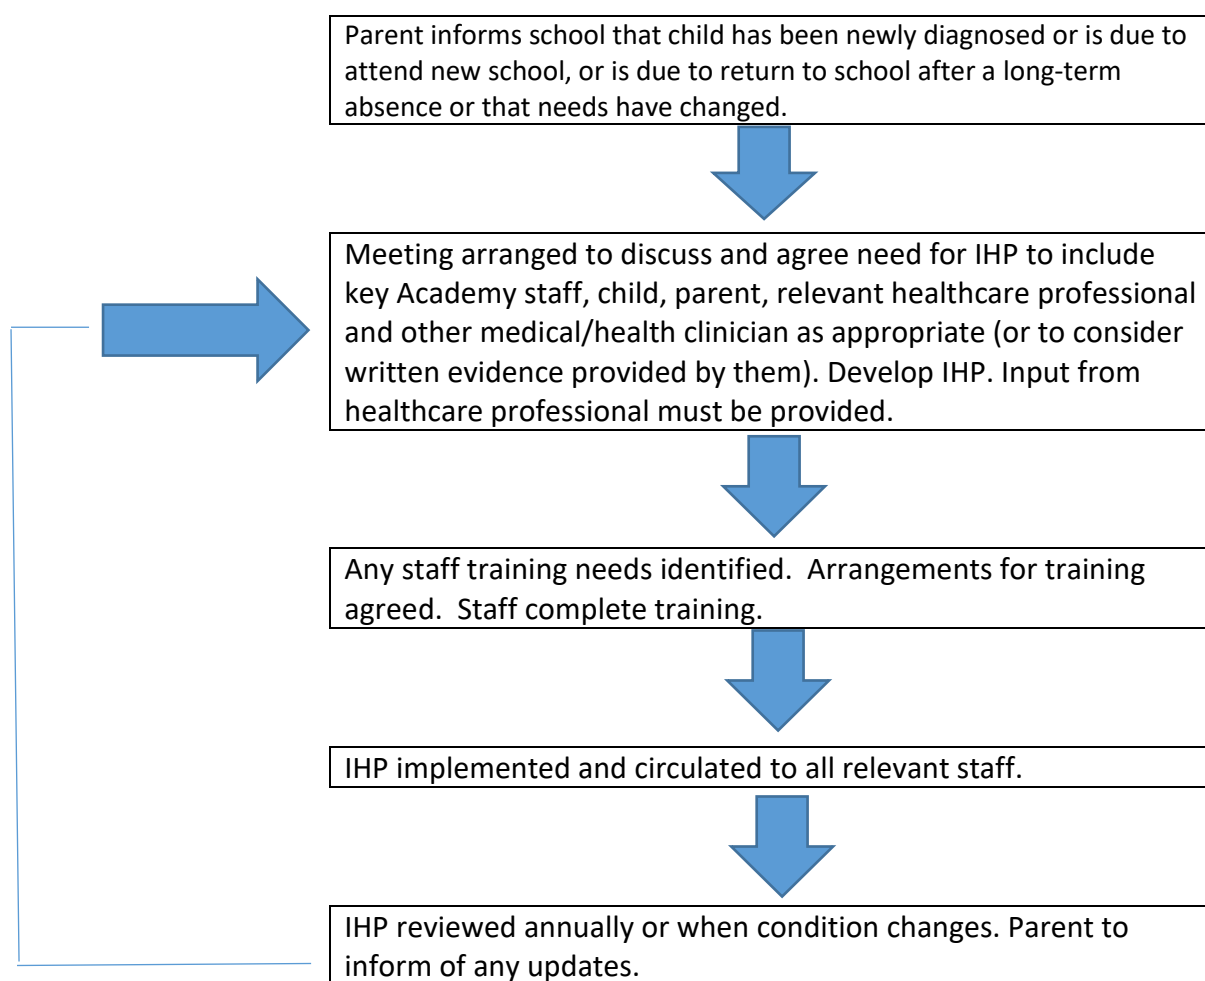 Parent informs school that child has been newly diagnosed or is due to
attend new school, or is due to return to school after a long-term
absence or that needs have changed.
Meeting arranged to discuss and agree need for IHP to include
key Academy staff, child, parent, relevant healthcare professional
and other medical/health clinician as appropriate (or to consider
written evidence provided by them). Develop IHP. Input from
healthcare professional must be provided.
Any staff training needs identified.  Arrangements for training
agreed.  Staff complete training.
IHP implemented and circulated to all relevant staff.
IHP reviewed annually or when condition changes. Parent to
inform of any updates.